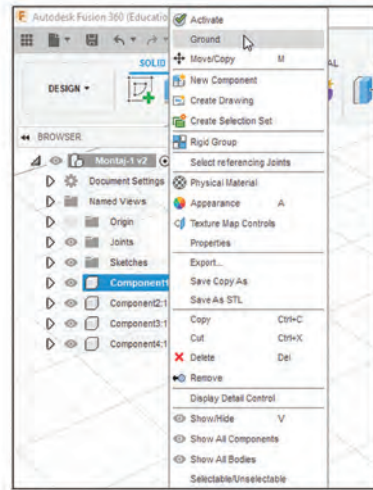 Autodesk Fusion 360 (Educatio
SOLID
DESIGN
BROWSER
Montaj-1 v2
Document Settings
Named Views
Origin
Joints
Sketches
Component1
Component2:1
Component3:1
Component4:1
Activate
Ground
Move/Copy M
New Component
Create Drawing
Create Selection Set
Rigid Group
Select referencing Joints
Physical Material
Appearance A
Texture Map Controls
Properties
Export...
Save Copy As
Save As STL
Copy Ctrl+C
Cut Ctrl+X
Delete Del
Remove
Display Detail Control
Show/Hide V
Show All Components
Show All Bodies
Selectable/Unselectable
AL